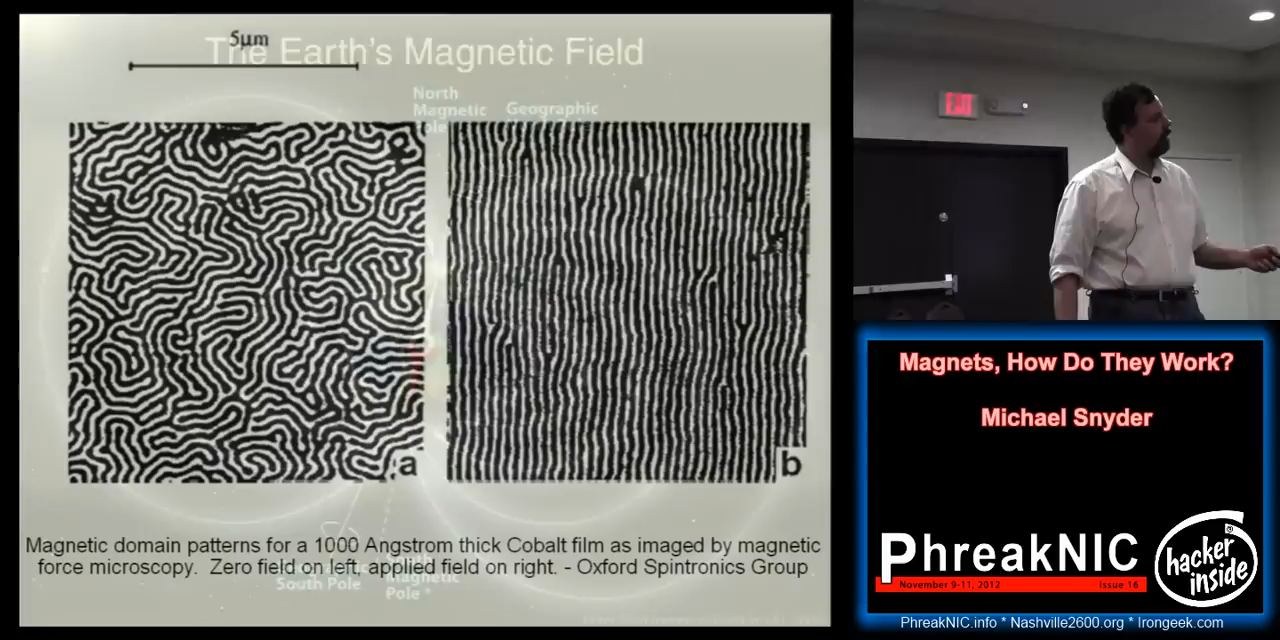 5µm
The Earth's Magnetic Field
North
Magnetic
Pole
Geographic
a
b
Magnetic domain patterns for a 1000 Angstrom thick Cobalt film as imaged by magnetic
force microscopy. Zero field on left, applied field on right. - Oxford Spintronics Group
South Pole
Magnetic
Pole
Magnets, How Do They Work?
Michael Snyder
PhreakNIC
November 9-11, 2012
Issue 16
hacker
inside
PhreakNIC.info * Nashville2600.org * Irongeek.com